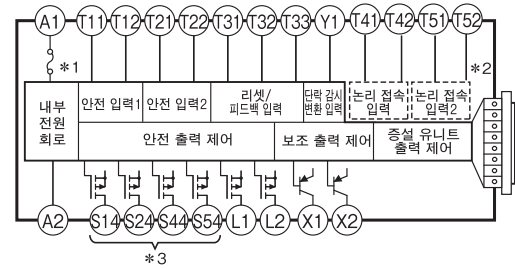 A1 T11 T12 T21 T22 T31 T32 T33 Y1 T41 T42 T51 T52
*1
*2
내부
전원
회로
안전 입력1
안전 입력2
리셋/
피드백 입력
단락 감시
변환 입력
논리 접속
입력
논리 접속
입력2
안전 출력 제어
보조 출력 제어
증설 유니트
출력 제어
A2 S14 S24 S44 S54 L1 L2 X1 X2
*3